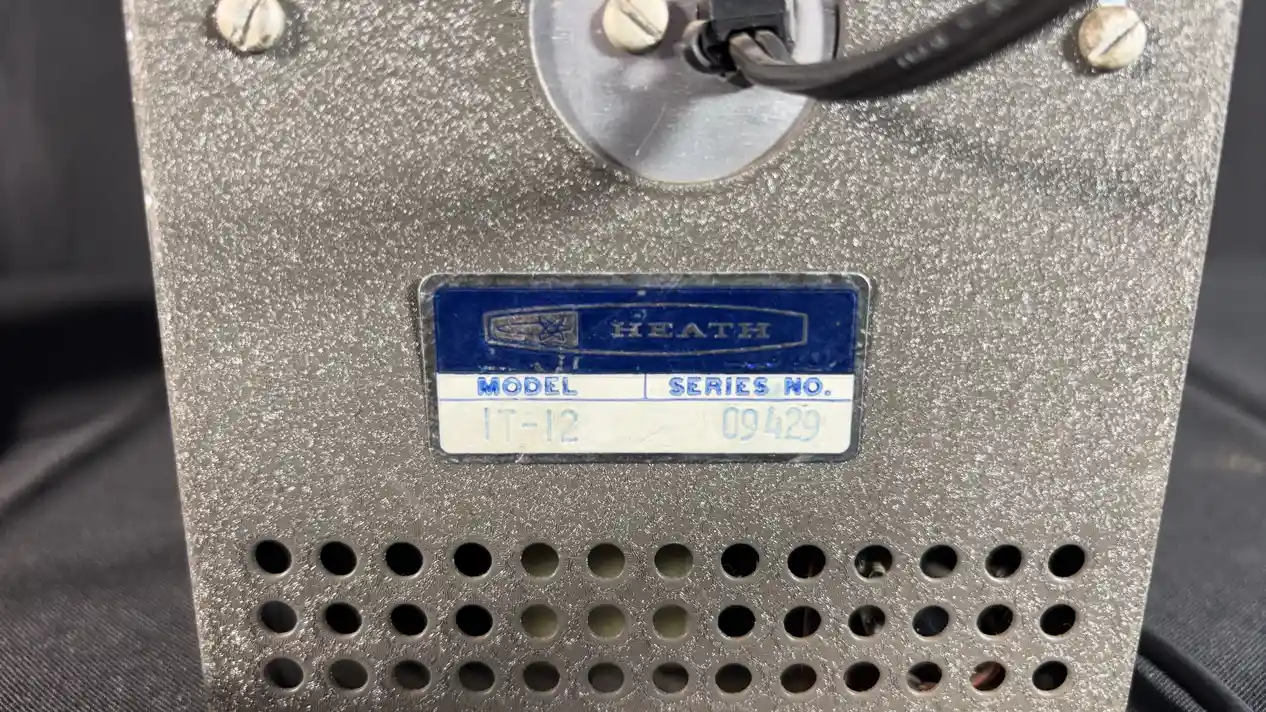 HEATH
MODEL SERIES NO.
IT-12 09429